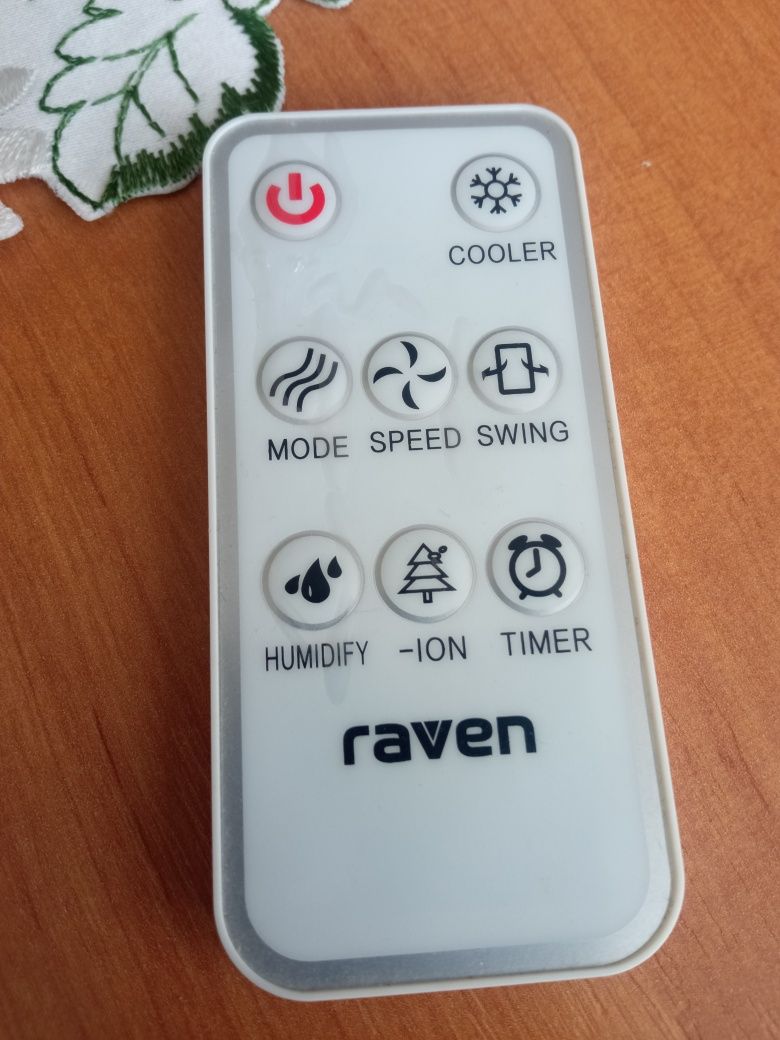 COOLER
MODE SPEED SWING
HUMIDIFY -ION TIMER
raven